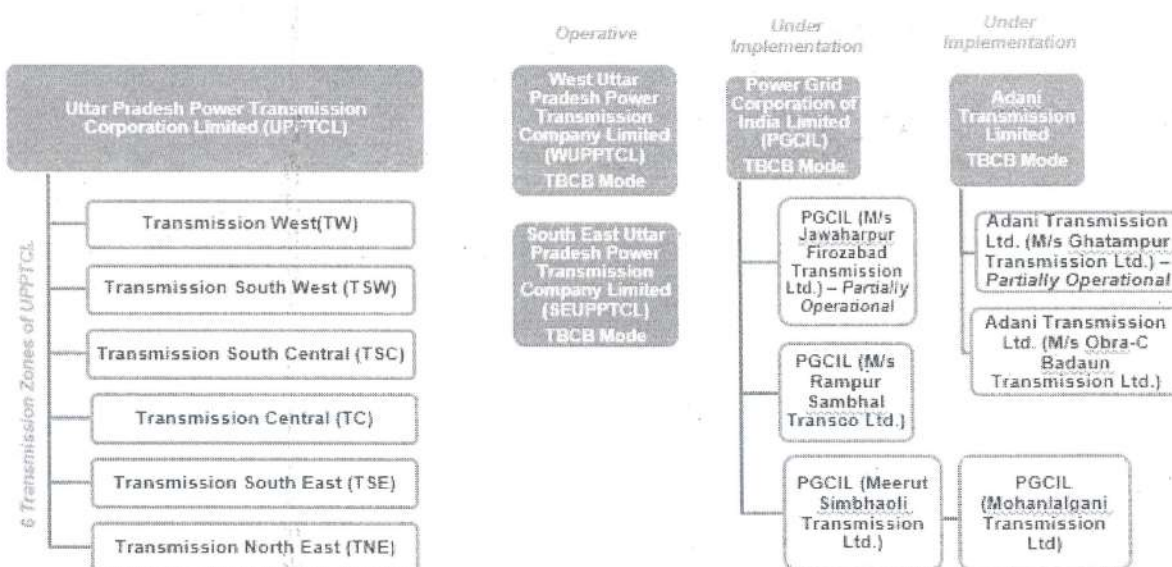 Operative
Under
Implementation
Under
Implementation
Uttar Pradesh Power Transmission
Corporation Limited (UPPTCL)
6 Transmission Zones of UPPTCL
Transmission West(TW)
Transmission South West (TSW)
Transmission South Central (TSC)
Transmission Central (TC)
Transmission South East (TSE)
Transmission North East (TNE)
West Uttar
Pradesh Power
Transmission
Company Limited
(WUPPTCL)
TBCB Mode
South East Uttar
Pradesh Power
Transmission
Company Limited
(SEUPPTCL)
TBCB Mode
Power Grid
Corporation of
India Limited
(PGCIL)
TBCB Mode
PGCIL (M/s
Jawaharpur
Firozabad
Transmission
Ltd.) – Partially
Operational
PGCIL (M/s
Rampur
Sambhal
Transco Ltd.)
PGCIL (Meerut
Simbhaoli
Transmission
Ltd.)
PGCIL
(Mohanlalganj
Transmission
Ltd)
Adani
Transmission
Limited
TBCB Mode
Adani Transmission
Ltd. (M/s Ghatampur
Transmission Ltd.) –
Partially Operational
Adani Transmission
Ltd. (M/s Obra-C
Badaun
Transmission Ltd.)